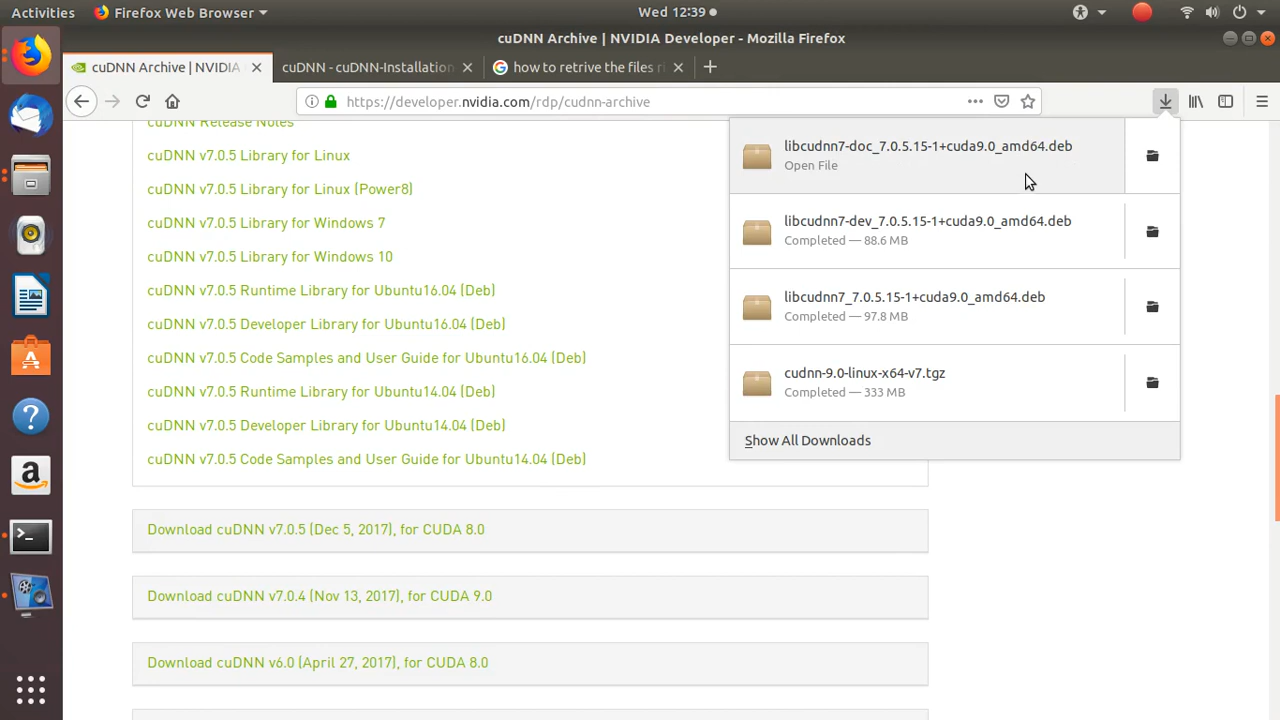 Activities Firefox Web Browser Wed 12:39
cuDNN Archive | NVIDIA Developer - Mozilla Firefox
cuDNN Archive | NVIDIA cuDNN - cuDNN-Installation how to retrive the files ri
https://developer.nvidia.com/rdp/cudnn-archive
cuDNN Release Notes
cuDNN v7.0.5 Library for Linux
cuDNN v7.0.5 Library for Linux (Power8)
cuDNN v7.0.5 Library for Windows 7
cuDNN v7.0.5 Library for Windows 10
cuDNN v7.0.5 Runtime Library for Ubuntu16.04 (Deb)
cuDNN v7.0.5 Developer Library for Ubuntu16.04 (Deb)
cuDNN v7.0.5 Code Samples and User Guide for Ubuntu16.04 (Deb)
cuDNN v7.0.5 Runtime Library for Ubuntu14.04 (Deb)
cuDNN v7.0.5 Developer Library for Ubuntu14.04 (Deb)
cuDNN v7.0.5 Code Samples and User Guide for Ubuntu14.04 (Deb)
Download cuDNN v7.0.5 (Dec 5, 2017), for CUDA 8.0
Download cuDNN v7.0.4 (Nov 13, 2017), for CUDA 9.0
Download cuDNN v6.0 (April 27, 2017), for CUDA 8.0
libcudnn7-doc_7.0.5.15-1+cuda9.0_amd64.deb
Open File
libcudnn7-dev_7.0.5.15-1+cuda9.0_amd64.deb
Completed — 88.6 MB
libcudnn7_7.0.5.15-1+cuda9.0_amd64.deb
Completed — 97.8 MB
cudnn-9.0-linux-x64-v7.tgz
Completed — 333 MB
Show All Downloads